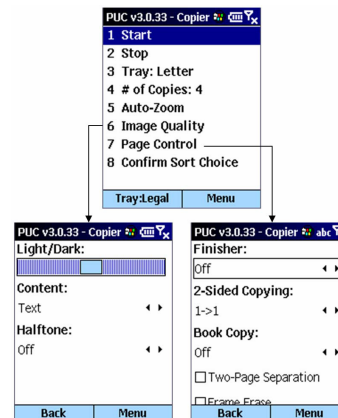 PUC v3.0.33 - Copier
1 Start
2 Stop
3 Tray: Letter
4 # of Copies: 4
5 Auto-Zoom
6 Image Quality
7 Page Control
8 Confirm Sort Choice
Tray:Legal Menu
PUC v3.0.33 - Copier
Light/Dark:
Content:
Text
Halftone:
Off
Back Menu
PUC v3.0.33 - Copier abc
Finisher:
Off
2-Sided Copying:
1->1
Book Copy:
Off
Two-Page Separation
Frame Erase
Back Menu